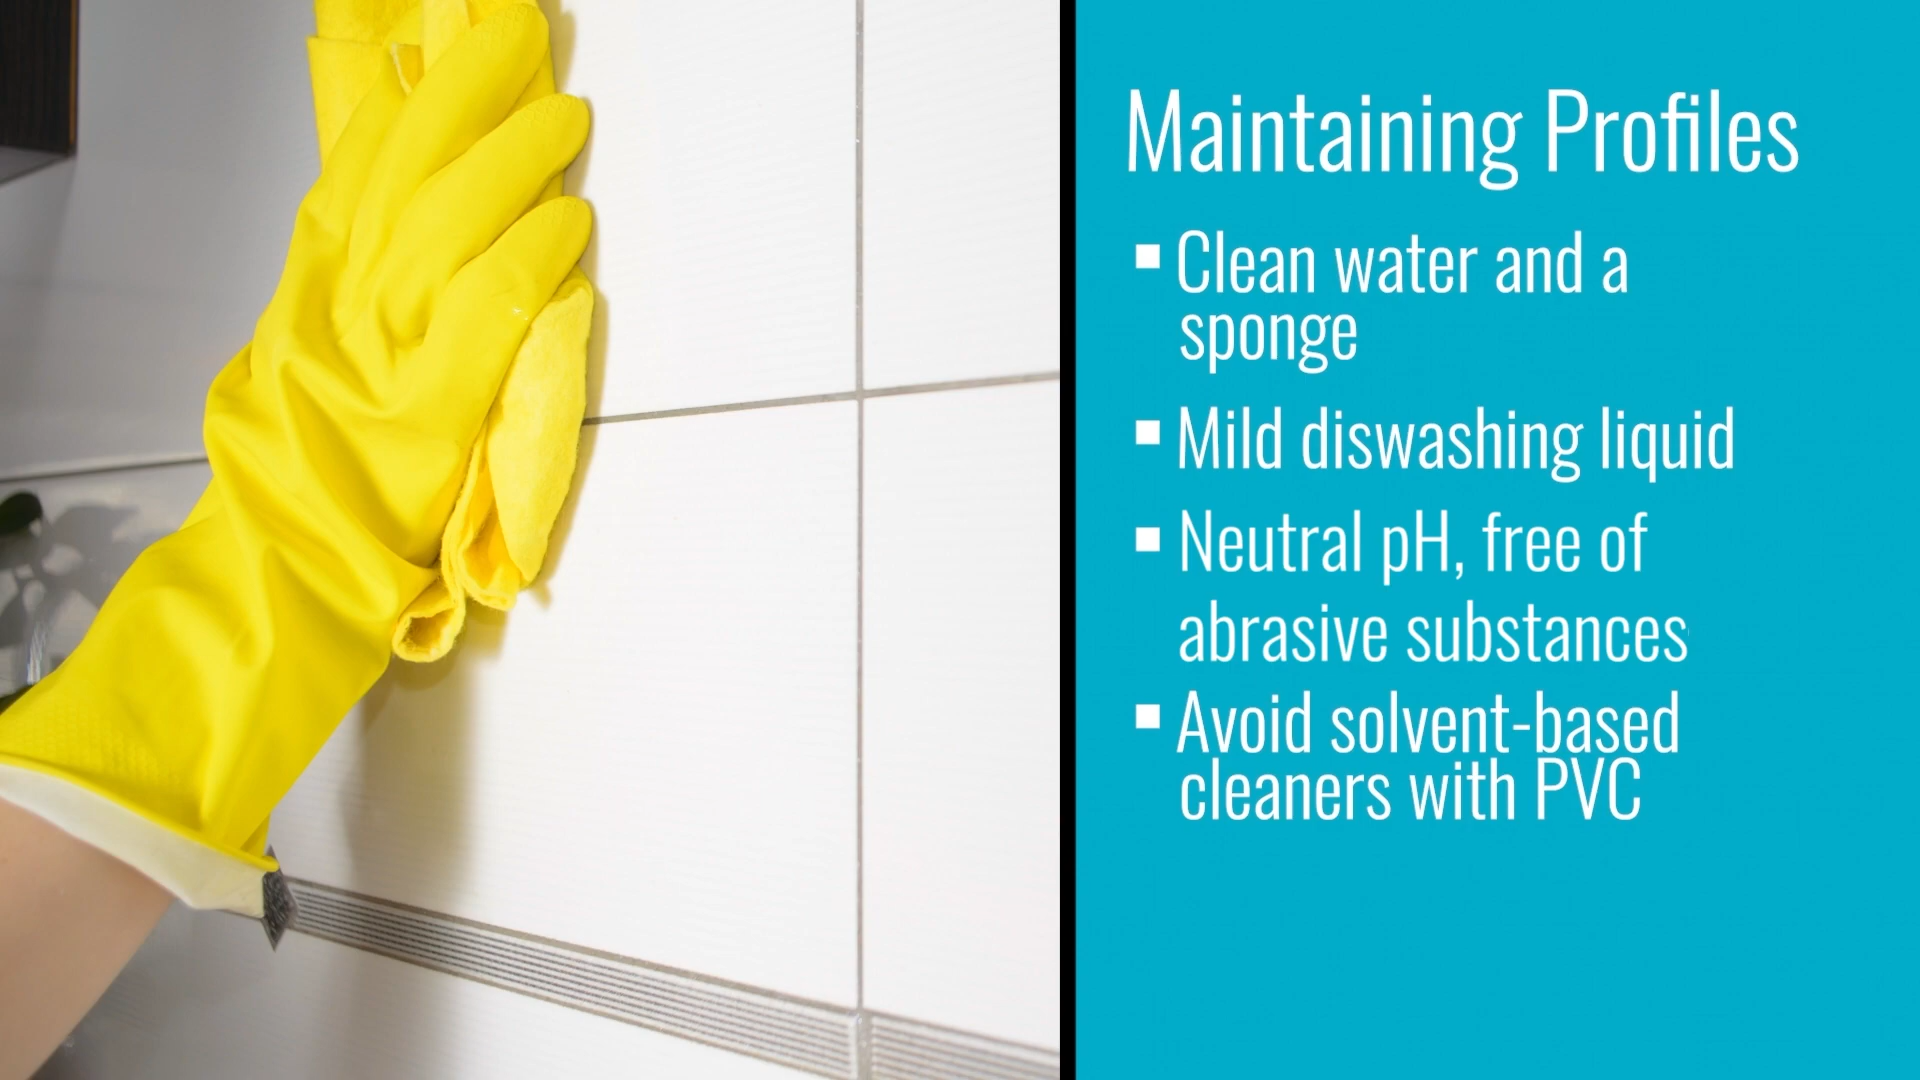 Maintaining Profiles
▪ Clean water and a
sponge
▪ Mild diswashing liquid
▪ Neutral pH, free of
abrasive substances
▪ Avoid solvent-based
cleaners with PVC